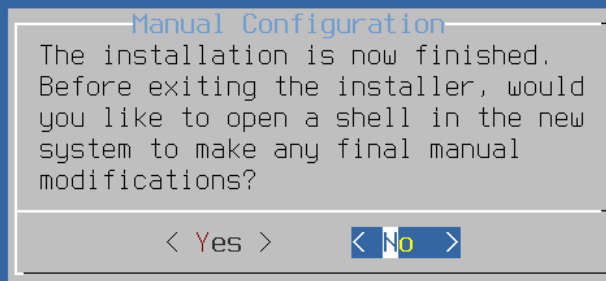 Manual Configuration
The installation is now finished.
Before exiting the installer, would
you like to open a shell in the new
system to make any final manual
modifications?
< Yes > < No >